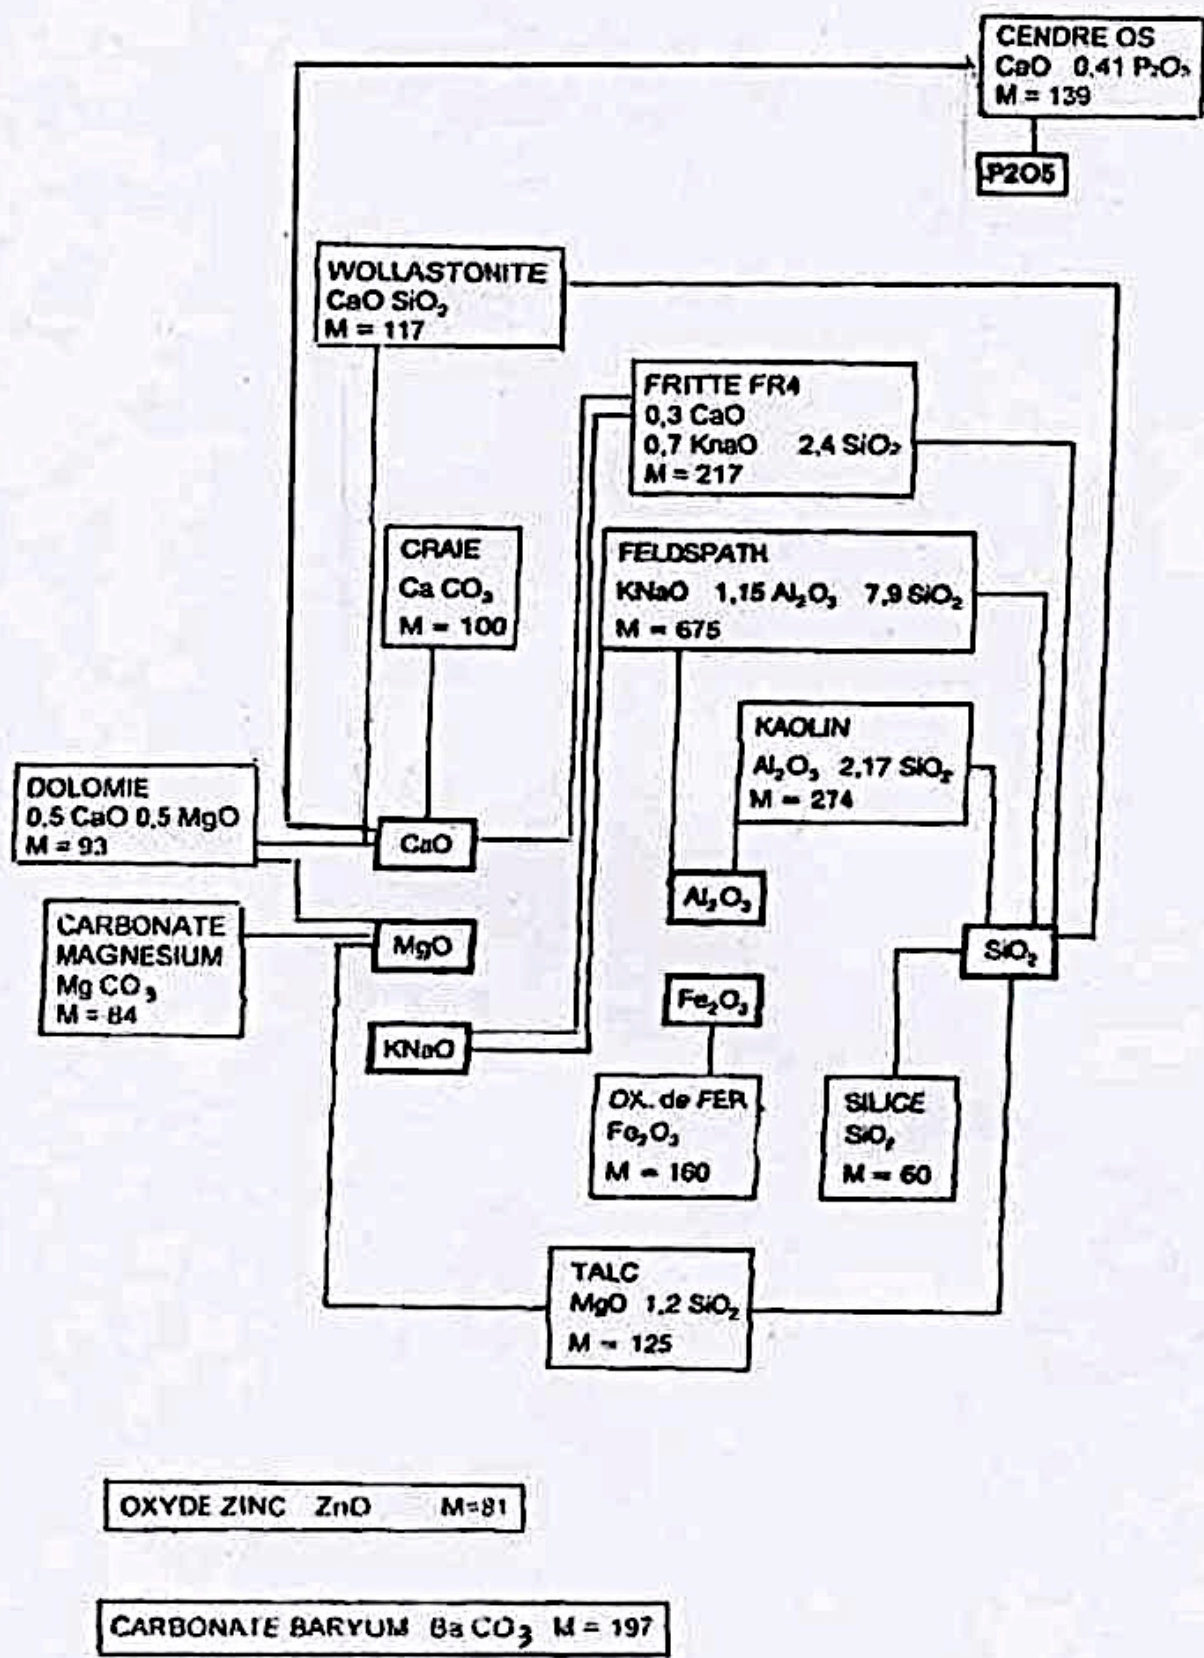 CENDRE OS
CaO 0,41 P₂O₅
M = 139
P2O5
WOLLASTONITE
CaO SiO₂
M = 117
FRITTE FR4
0,3 CaO
0,7 KnaO 2,4 SiO₂
M = 217
CRAIE
Ca CO₃
M = 100
FELDSPATH
KNaO 1,15 Al₂O₃ 7,9 SiO₂
M = 675
KAOLIN
Al₂O₃ 2,17 SiO₂
M = 274
DOLOMIE
0,5 CaO 0,5 MgO
M = 93
CaO
Al₂O₃
CARBONATE
MAGNESIUM
Mg CO₃
M = 84
MgO
SiO₂
Fe₂O₃
KNaO
OX. de FER
Fe₂O₃
M = 160
SILICE
SiO₂
M = 60
TALC
MgO 1,2 SiO₂
M = 125
OXYDE ZINC ZnO M=81
CARBONATE BARYUM Ba CO₃ M = 197